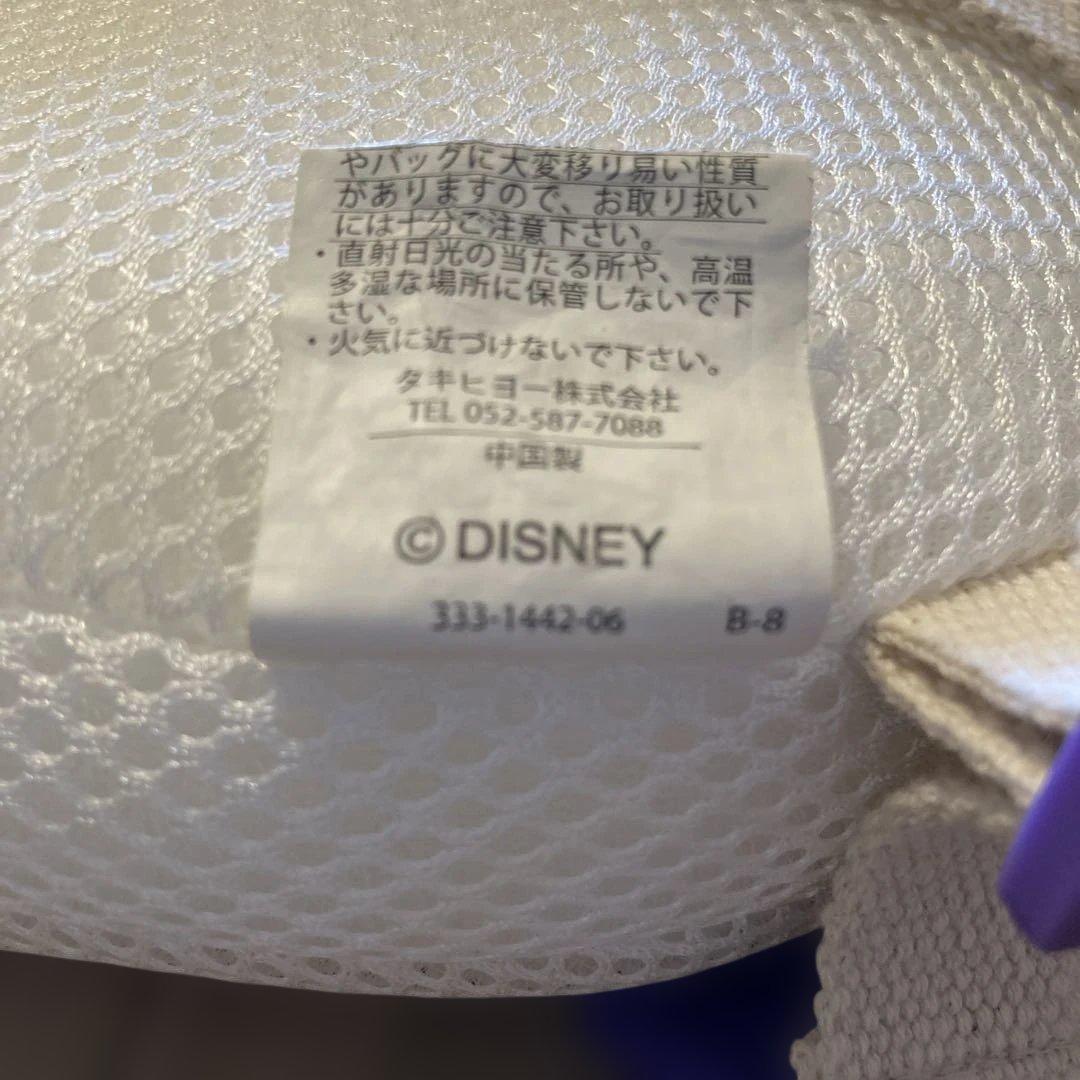 やバッグに大変移り易い性質
がありますので、お取り扱い
には十分ご注意下さい。
・直射日光の当たる所や、高温
多湿な場所に保管しないで下
さい。
・火気に近づけないで下さい。
タキヒヨー株式会社
TEL 052-587-7088
中国製
©DISNEY
333-1442-06 B-8